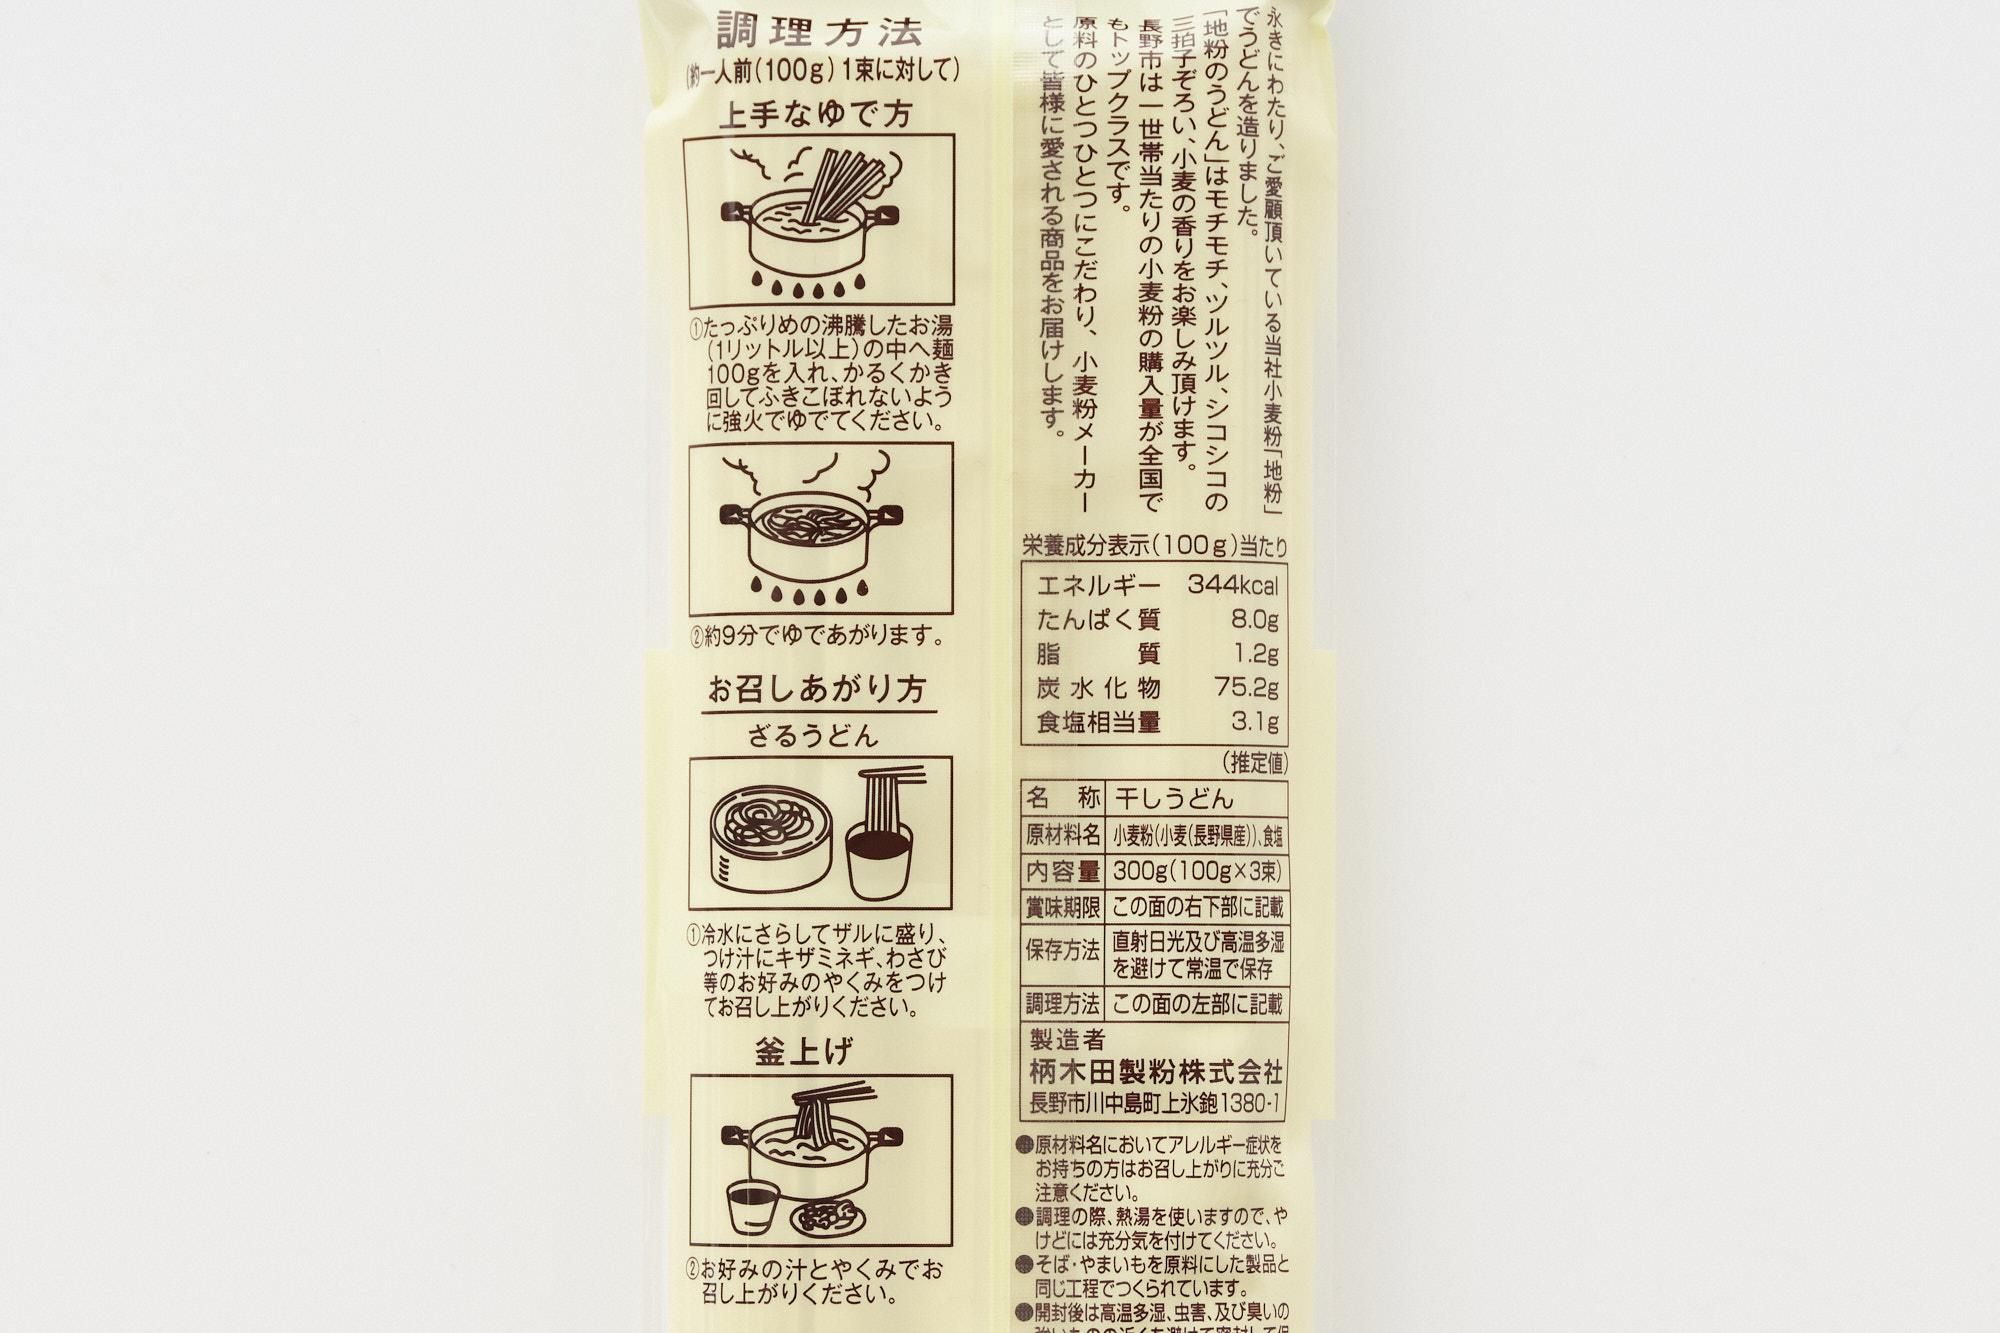 調理方法
(約一人前(100g)1束に対して)
上手なゆで方
①たっぷりめの沸騰したお湯
(1リットル以上)の中へ麺
100gを入れ、かるくかき
回してふきこぼれないよう
に強火でゆでてください。
②約9分でゆであがります。
お召しあがり方
ざるうどん
①冷水にさらしてザルに盛り、
つけ汁にキザミネギ、わさび
等のお好みのやくみをつけ
てお召し上がりください。
釜上げ
②お好みの汁とやくみでお
召し上がりください。
永きにわたり、ご愛顧頂いている当社小麦粉「地粉」
でうどんを造りました。
「地粉のうどん」はモチモチ、ツルツル、シコシコの
三拍子ぞろい、小麦の香りをお楽しみ頂けます。
長野市は一世帯当たりの小麦粉の購入量が全国で
もトップクラスです。
原料のひとつひとつにこだわり、小麦粉メーカー
として皆様に愛される商品をお届けします。
栄養成分表示(100g)当たり
エネルギー 344kcal
たんぱく質 8.0g
脂質 1.2g
炭水化物 75.2g
食塩相当量 3.1g
(推定値)
名称 干しうどん
原材料名 小麦粉(小麦(長野県産))、食塩
内容量 300g(100g×3束)
賞味期限 この面の右下部に記載
保存方法 直射日光及び高温多湿
を避けて常温で保存
調理方法 この面の左部に記載
製造者
柄木田製粉株式会社
長野市川中島町上氷鉋1380-1
●原材料名においてアレルギー症状を
お持ちの方はお召し上がりに充分ご
注意ください。
●調理の際、熱湯を使いますので、や
けどには充分気を付けてください。
●そば・やまいもを原料にした製品と
同じ工程でつくられています。
●開封後は高温多湿、虫害、及び臭いの